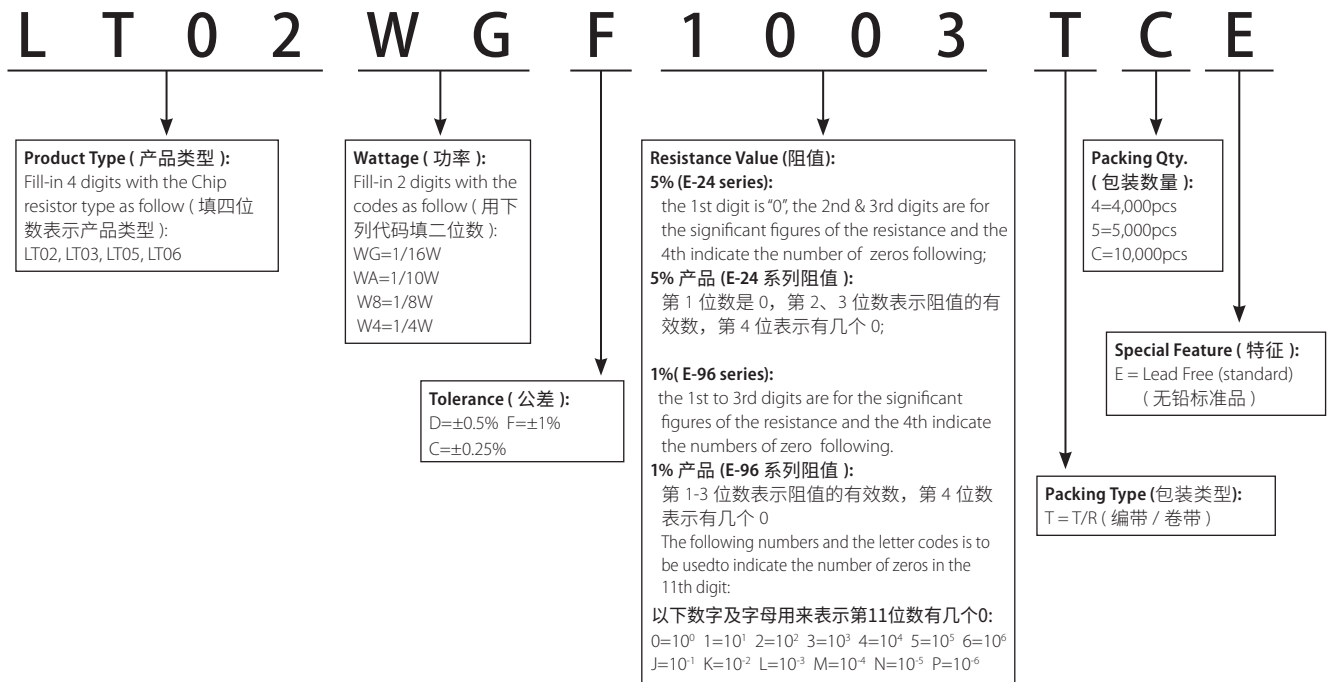 L T 0 2 W G F 1 0 0 3 T C E
Product Type ( 产品类型 ):
Fill-in 4 digits with the Chip
resistor type as follow ( 填四位
数表示产品类型 ):
LT02, LT03, LT05, LT06
Wattage ( 功率 ):
Fill-in 2 digits with the
codes as follow ( 用下
列代码填二位数 ):
WG=1/16W
WA=1/10W
W8=1/8W
W4=1/4W
Tolerance ( 公差 ):
D=±0.5% F=±1%
C=±0.25%
Resistance Value (阻值):
5% (E-24 series):
the 1st digit is “0”, the 2nd & 3rd digits are for
the significant figures of the resistance and the
4th indicate the number of zeros following;
5% 产品 (E-24 系列阻值 ):
第 1 位数是 0，第 2、3 位数表示阻值的有
效数，第 4 位表示有几个 0;
1%( E-96 series):
the 1st to 3rd digits are for the significant
figures of the resistance and the 4th indicate
the numbers of zero following.
1% 产品 (E-96 系列阻值 ):
第 1-3 位数表示阻值的有效数，第 4 位数
表示有几个 0
The following numbers and the letter codes is to
be usedto indicate the number of zeros in the
11th digit:
以下数字及字母用来表示第11位数有几个0:
0=10⁰ 1=10¹ 2=10² 3=10³ 4=10⁴ 5=10⁵ 6=10⁶
J=10⁻¹ K=10⁻² L=10⁻³ M=10⁻⁴ N=10⁻⁵ P=10⁻⁶
Packing Qty.
( 包装数量 ):
4=4,000pcs
5=5,000pcs
C=10,000pcs
Special Feature ( 特征 ):
E = Lead Free (standard)
( 无铅标准品 )
Packing Type (包装类型):
T = T/R ( 编带 / 卷带 )